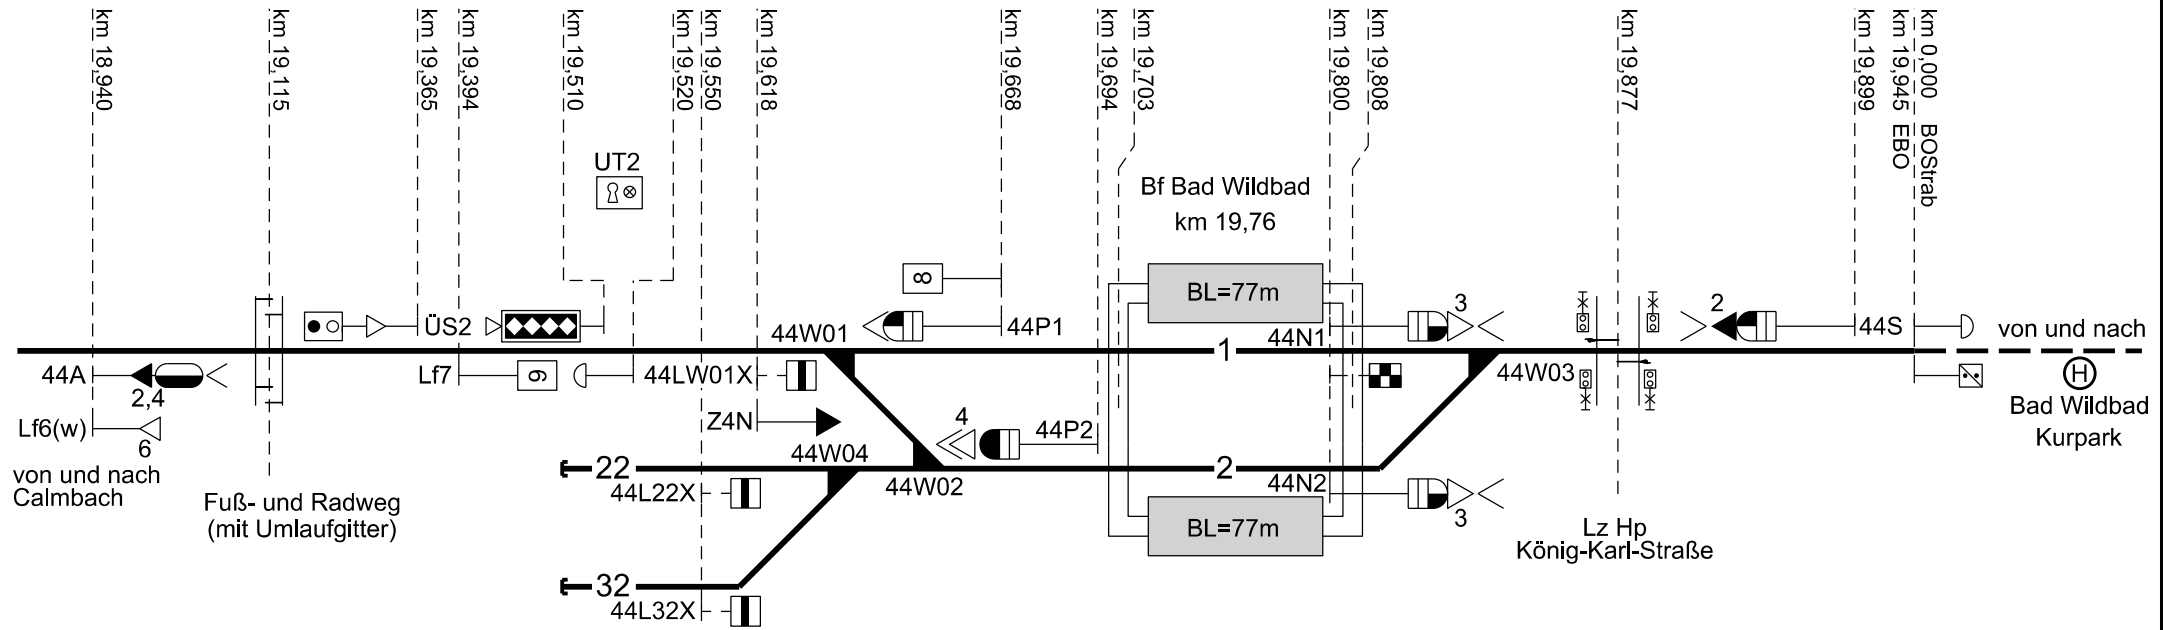 km 18,940
km 19,115
km 19,365
km 19,394
km 19,510
km 19,520
km 19,550
km 19,618
km 19,668
km 19,694
km 19,703
km 19,800
km 19,808
km 19,877
km 19,899
km 19,945 EBO
km 0,000 BOStrab
UT2
Bf Bad Wildbad
km 19,76
8
BL=77m
3
2
ÜS2
44W01
44P1
44N1
44S
von und nach
1
44A
2,4
Lf7
6
44LW01X
44W03
H
Bad Wildbad
Kurpark
Lf6(w)
6
Z4N
4
44P2
44W04
von und nach
Calmbach
22
2
44L22X
44W02
44N2
3
Fuß- und Radweg
(mit Umlaufgitter)
BL=77m
Lz Hp
König-Karl-Straße
32
44L32X